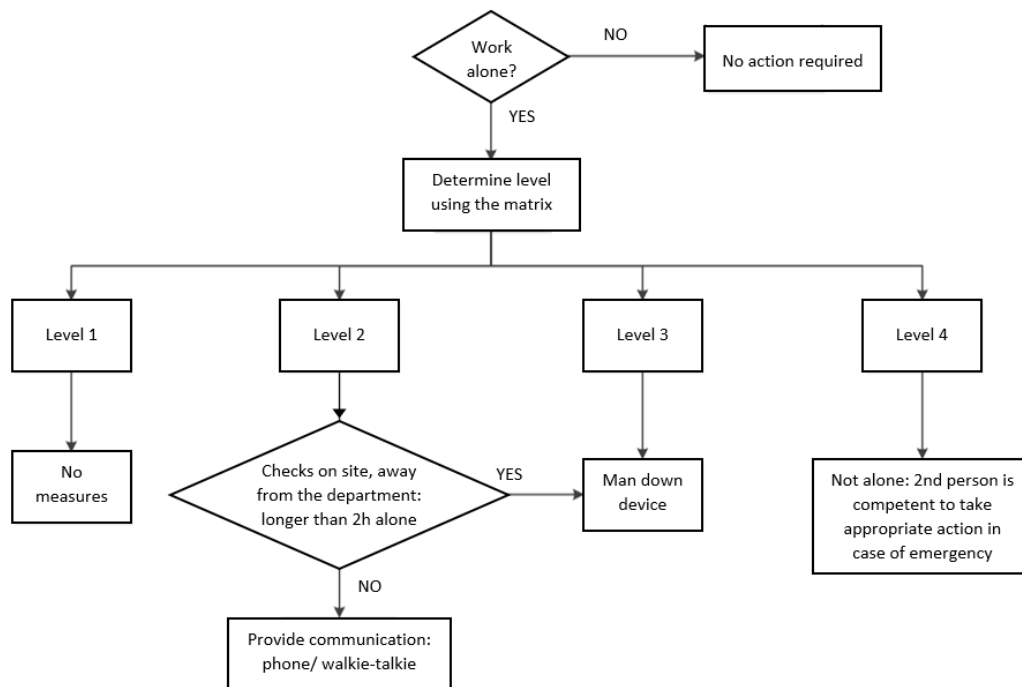 Work
alone?
NO
No action required
YES
Determine level
using the matrix
Level 1
Level 2
Level 3
Level 4
No
measures
Checks on site, away
from the department:
longer than 2h alone
YES
Man down
device
Not alone: 2nd person is
competent to take
appropriate action in
case of emergency
NO
Provide communication:
phone/ walkie-talkie